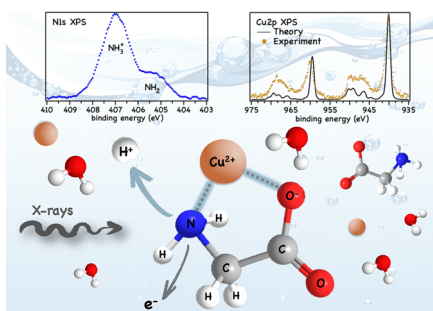 N1s XPS
NH₃⁺
NH₂
410 409 408 407 406 405 404 403
binding energy (eV)
Cu2p XPS
Theory
Experiment
975 965 955 945 935
binding energy (eV)
H⁺
Cu²⁺
O⁻
X-rays
N
H
H
C
C
O
H
H
e⁻